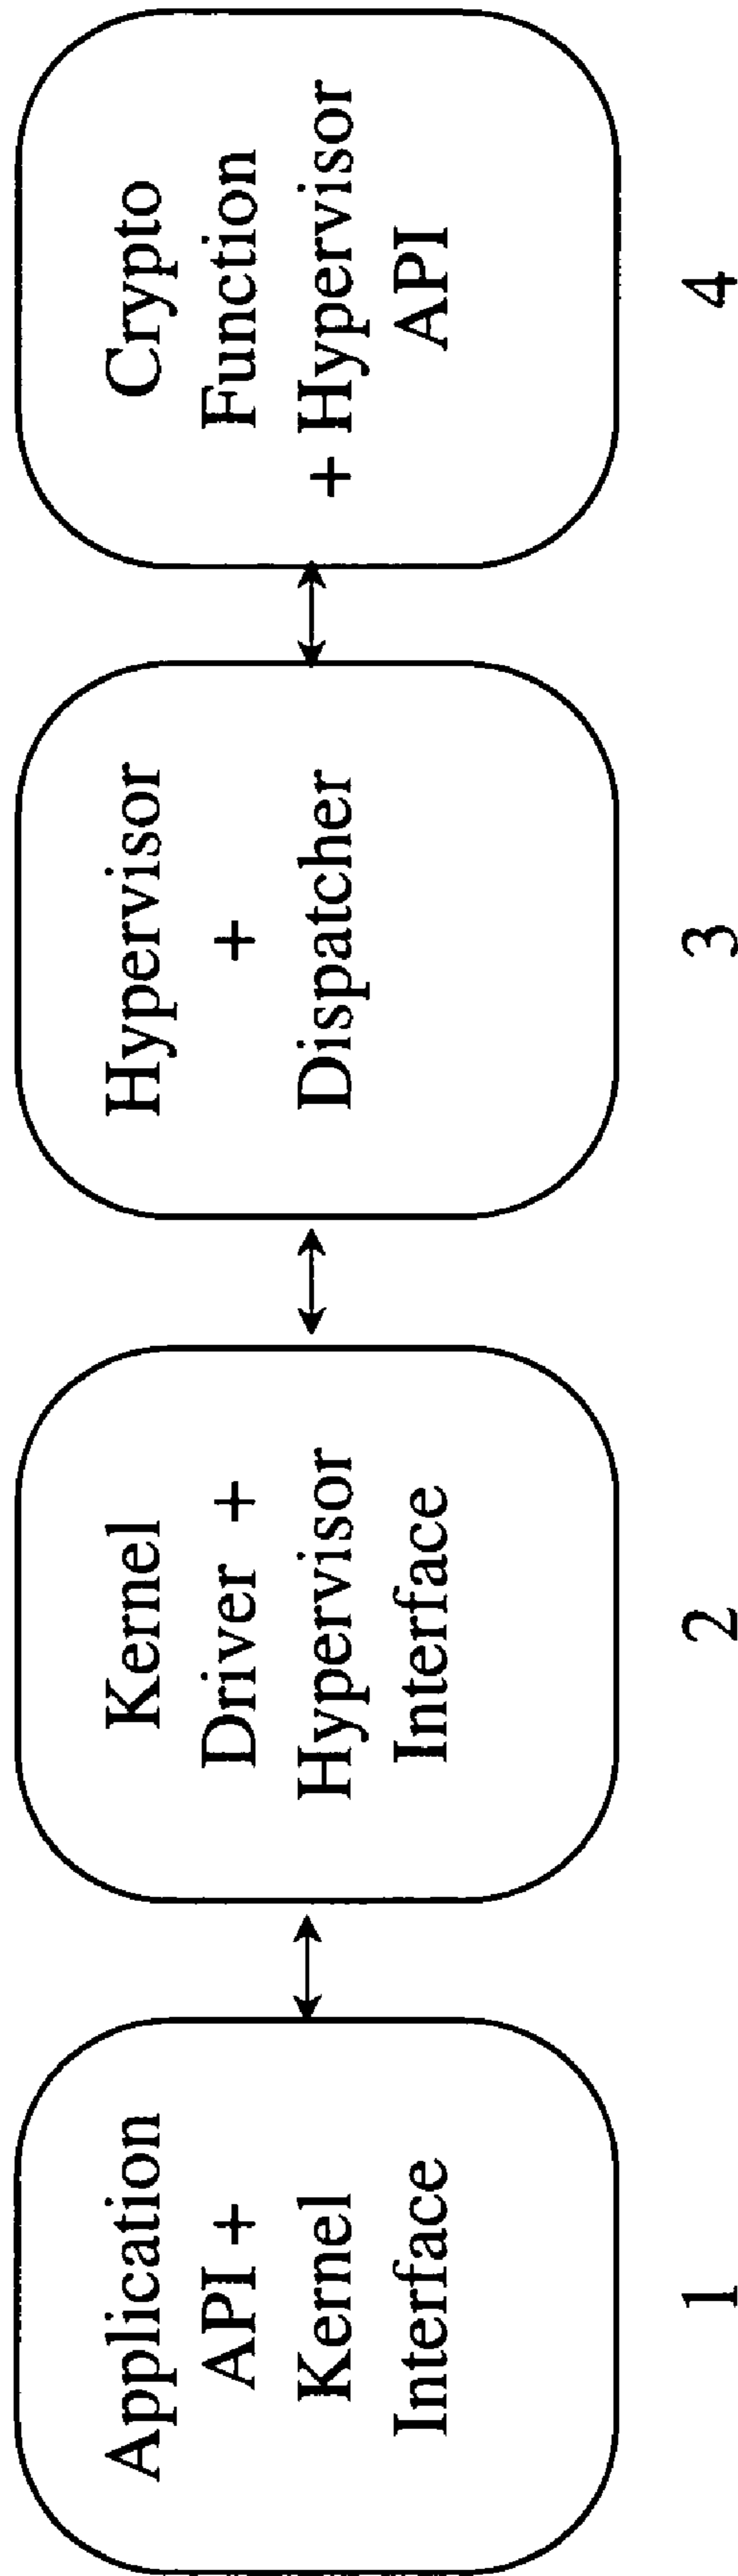 Application
API +
Kernel
Interface
1
Kernel
Driver +
Hypervisor
Interface
2
Hypervisor
+
Dispatcher
3
Crypto
Function
+ Hypervisor
API
4